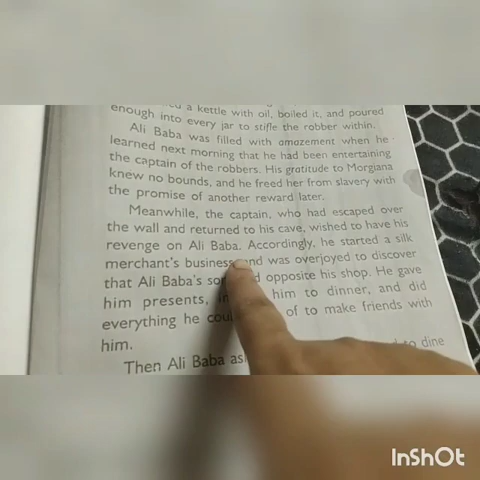 a kettle with oil, boiled it, and poured
enough into every jar to stifle the robber within.
Ali Baba was filled with amazement when he
learned next morning that he had been entertaining
the captain of the robbers. His gratitude to Morgiana
knew no bounds, and he freed her from slavery with
the promise of another reward later.
Meanwhile, the captain, who had escaped over
the wall and returned to his cave, wished to have his
revenge on Ali Baba. Accordingly, he started a silk
merchant's business and was overjoyed to discover
that Ali Baba's opposite his shop. He gave
him presents, him to dinner, and did
everything he of to make friends with
him.
Then Ali Baba to dine
InShOt